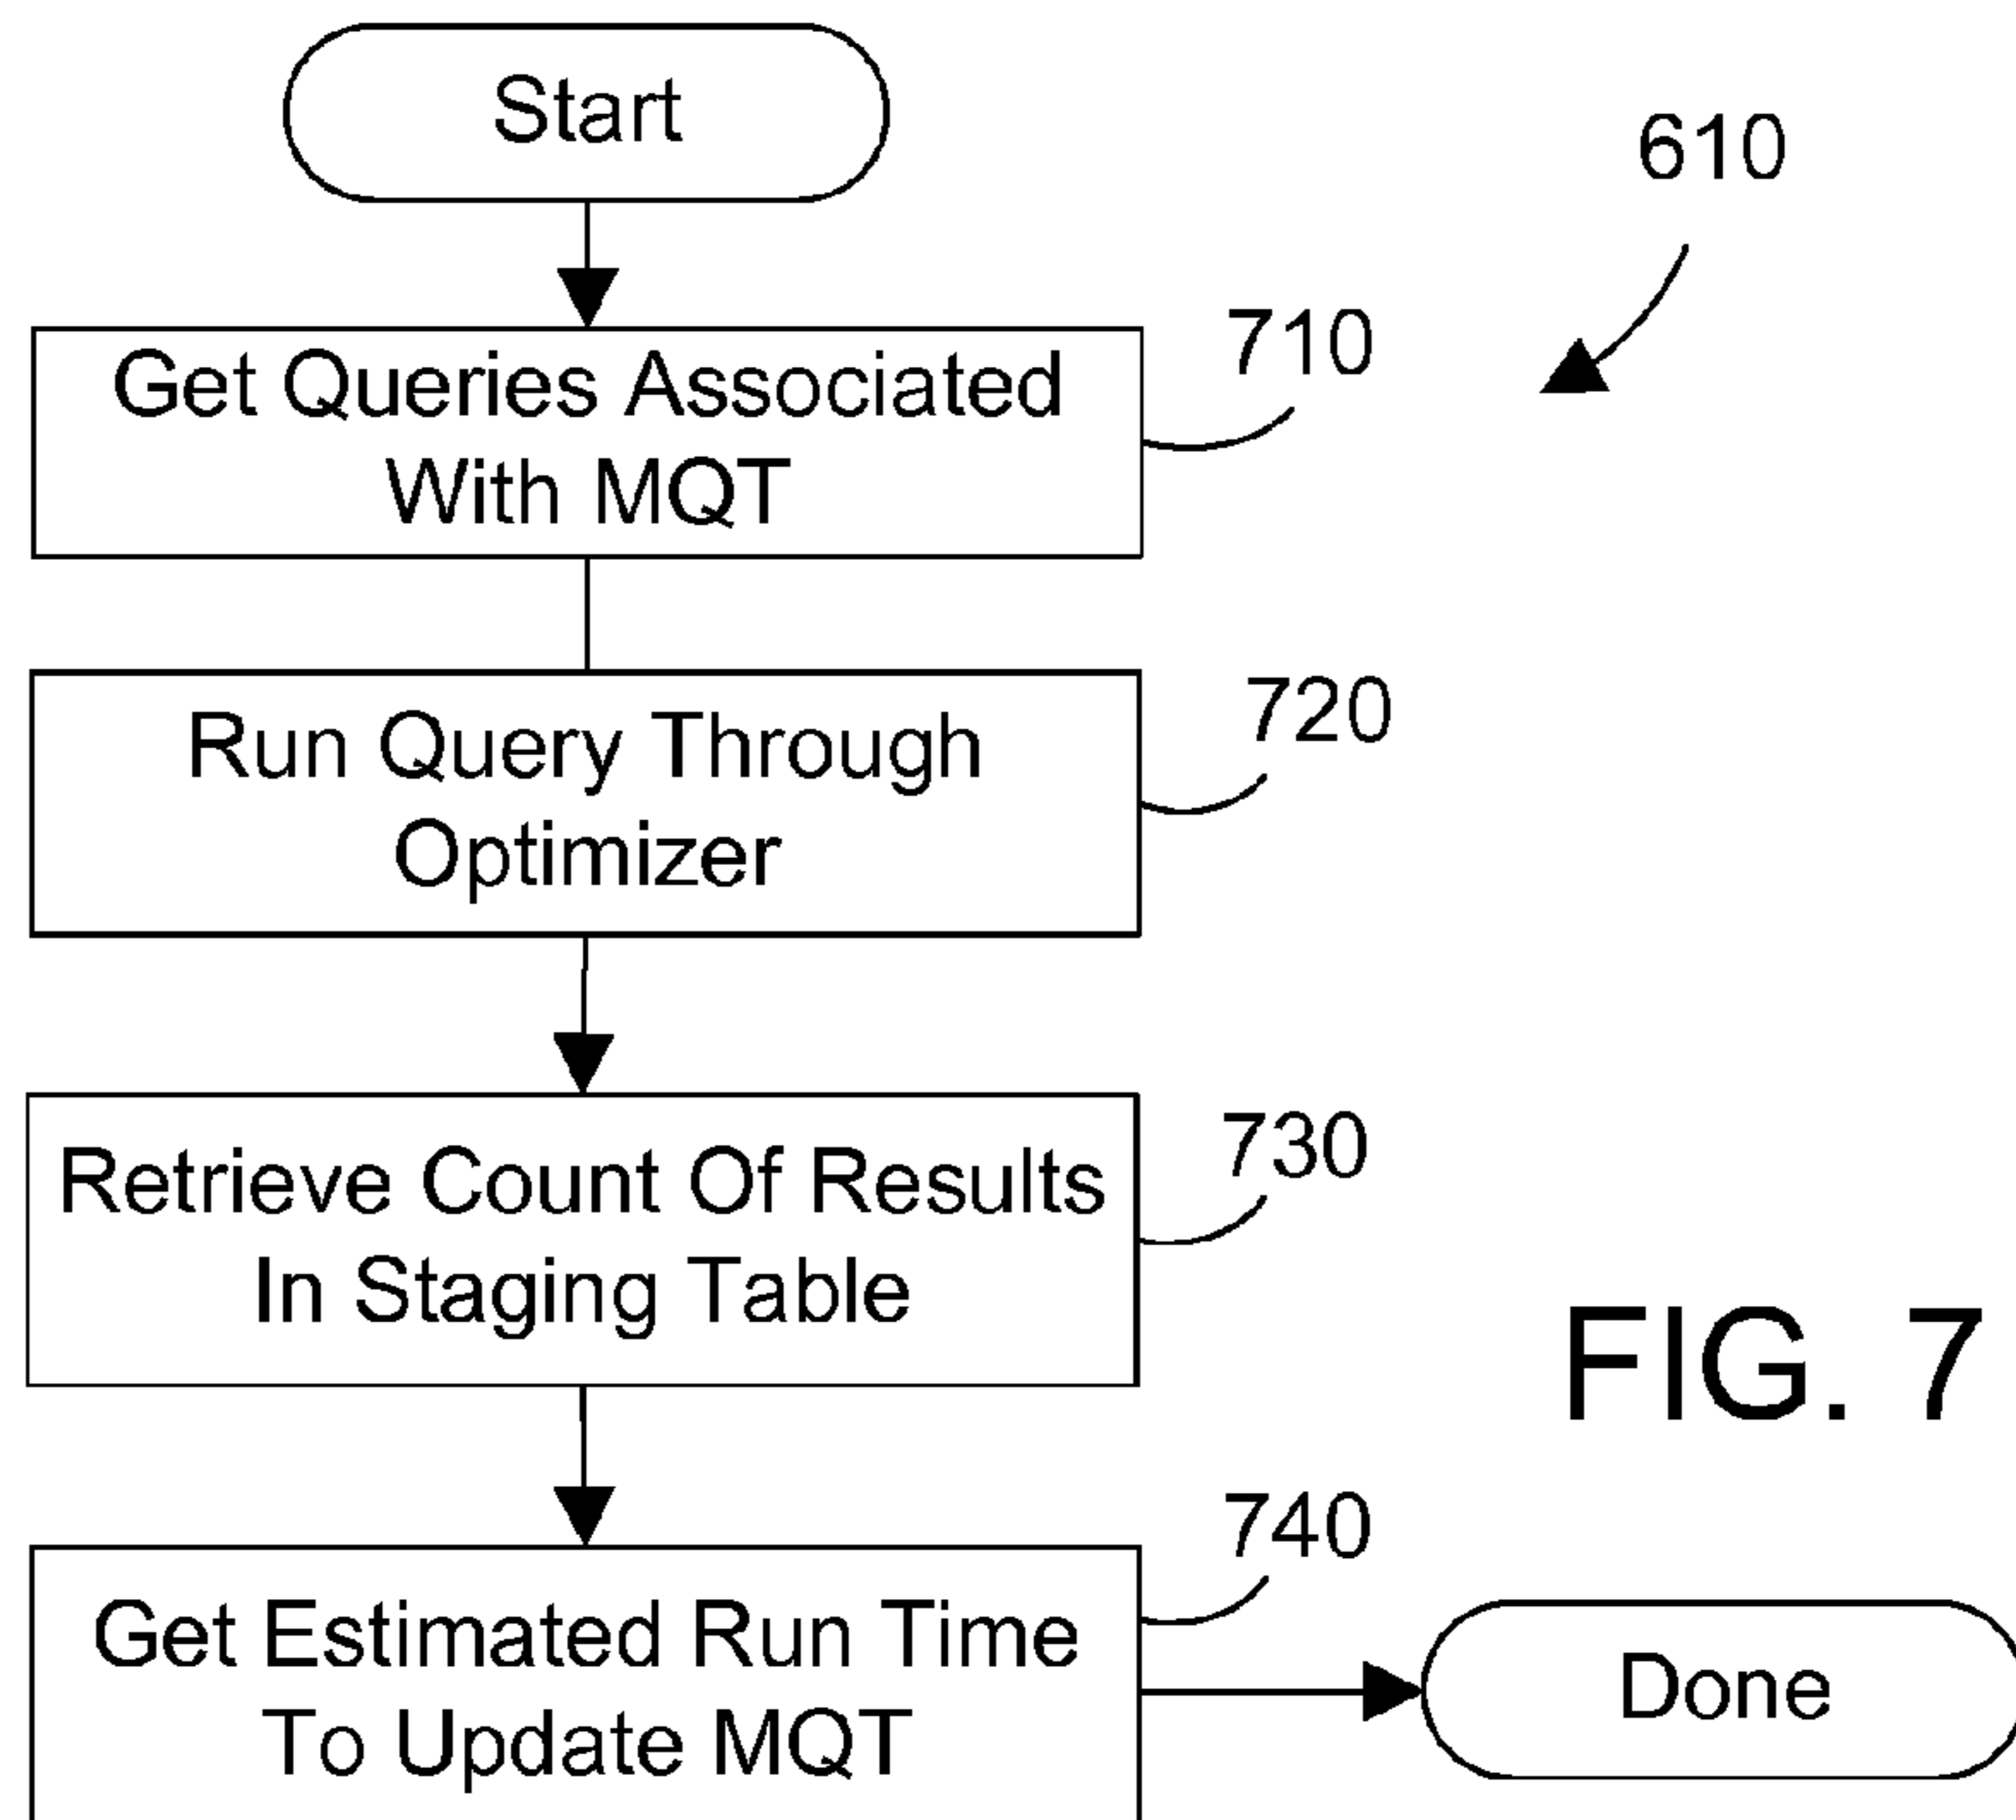 Start
610
710
Get Queries Associated
With MQT
720
Run Query Through
Optimizer
730
Retrieve Count Of Results
In Staging Table
FIG. 7
740
Get Estimated Run Time
To Update MQT
Done